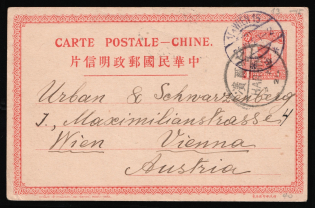 CARTE POSTALE—CHINE.
片信明政郵國民華中
Urban & Schwarzenberg
I., Maximilianstrasse 4
Wien Vienna
Austria